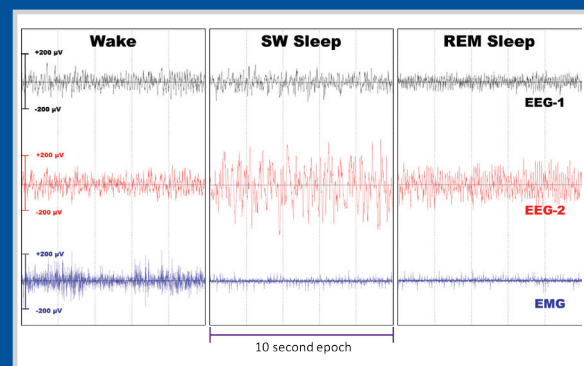 Wake
SW Sleep
REM Sleep
+200 µV
-200 µV
EEG-1
+200 µV
-200 µV
EEG-2
+200 µV
-200 µV
EMG
10 second epoch